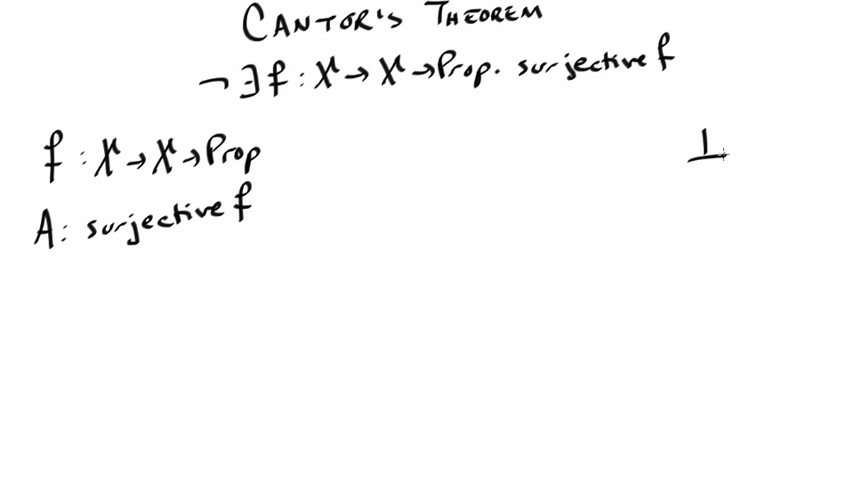 CANTOR'S THEOREM
¬∃f : X → X → Prop. surjective f
f : X → X → Prop
⊥
A : surjective f